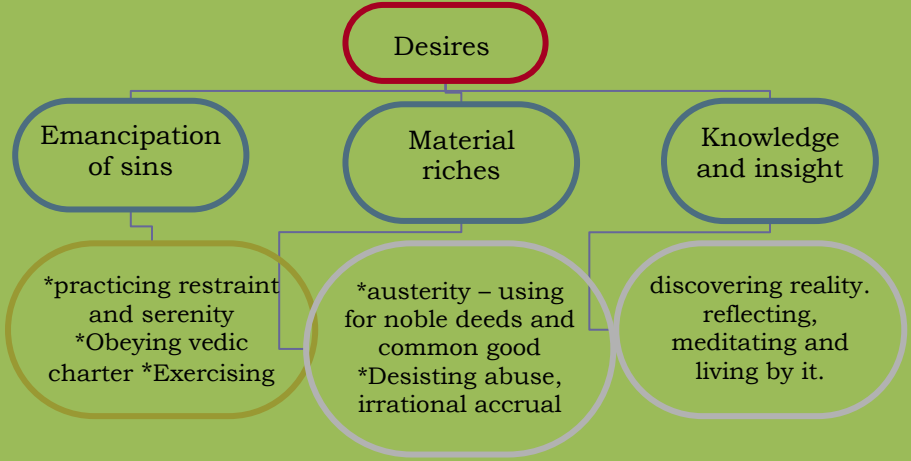 Desires
Emancipation
of sins
Material
riches
Knowledge
and insight
*practicing restraint
and serenity
*Obeying vedic
charter *Exercising
*austerity – using
for noble deeds and
common good
*Desisting abuse,
irrational accrual
discovering reality.
reflecting,
meditating and
living by it.